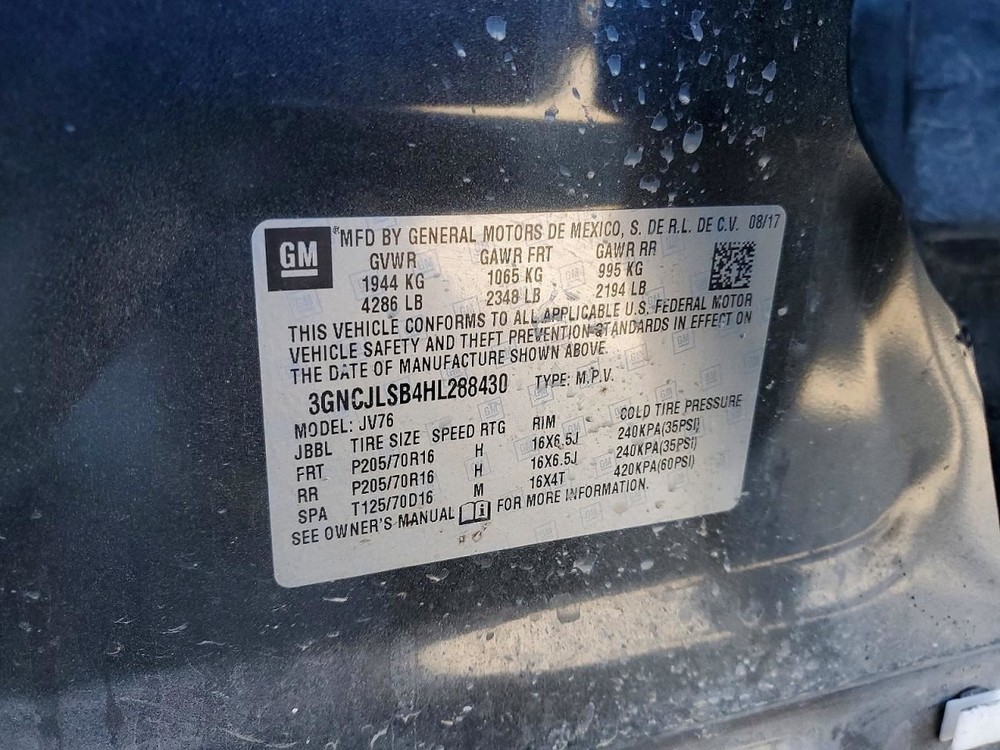 GM
®MFD BY GENERAL MOTORS DE MEXICO, S. DE R.L. DE C.V. 08/17
GVWR GAWR FRT GAWR RR
1944 KG 1065 KG 995 KG
4286 LB 2348 LB 2194 LB
THIS VEHICLE CONFORMS TO ALL APPLICABLE U.S. FEDERAL MOTOR
VEHICLE SAFETY AND THEFT PREVENTION STANDARDS IN EFFECT ON
THE DATE OF MANUFACTURE SHOWN ABOVE.
3GNCJLSB4HL288430 TYPE: M.P.V.
MODEL: JV76
JBBL TIRE SIZE SPEED RTG RIM COLD TIRE PRESSURE
FRT P205/70R16 H 16X6.5J 240KPA(35PSI)
RR P205/70R16 H 16X6.5J 240KPA(35PSI)
SPA T125/70D16 M 16X4T 420KPA(60PSI)
SEE OWNER'S MANUAL FOR MORE INFORMATION.